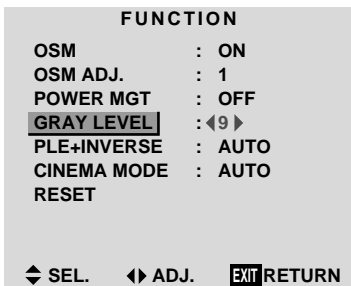 FUNCTION
OSM : ON
OSM ADJ. : 1
POWER MGT : OFF
GRAY LEVEL : 9
PLE+INVERSE : AUTO
CINEMA MODE : AUTO
RESET
SEL. ADJ. EXIT RETURN